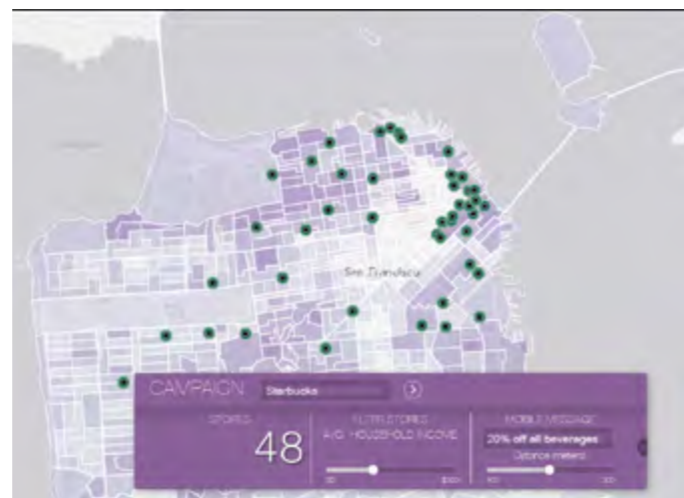 San Francisco
CAMPAIGN Starbucks
STORES
48
FILTER STORES
AVG. HOUSEHOLD INCOME
MOBILE MESSAGE
20% off all beverages
Distance (meters)